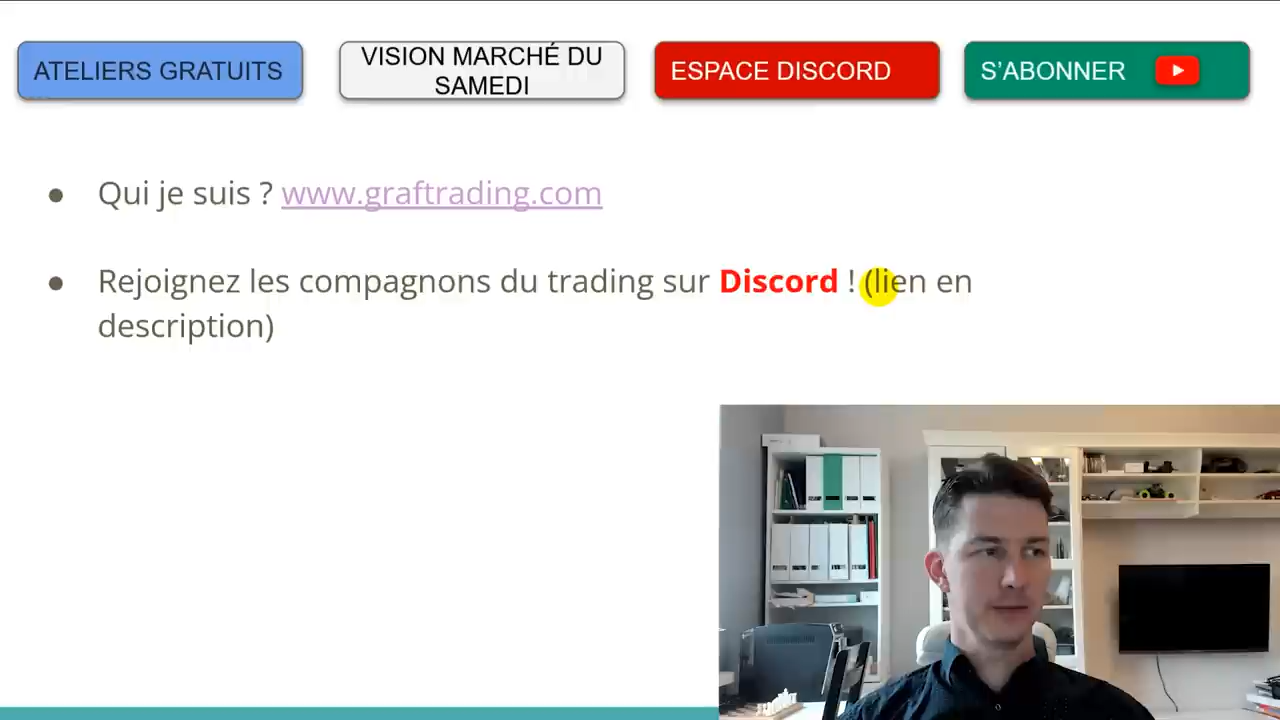 ATELIERS GRATUITS
VISION MARCHÉ DU
SAMEDI
ESPACE DISCORD
S’ABONNER
● Qui je suis ? www.graftrading.com
● Rejoignez les compagnons du trading sur Discord ! (lien en
description)